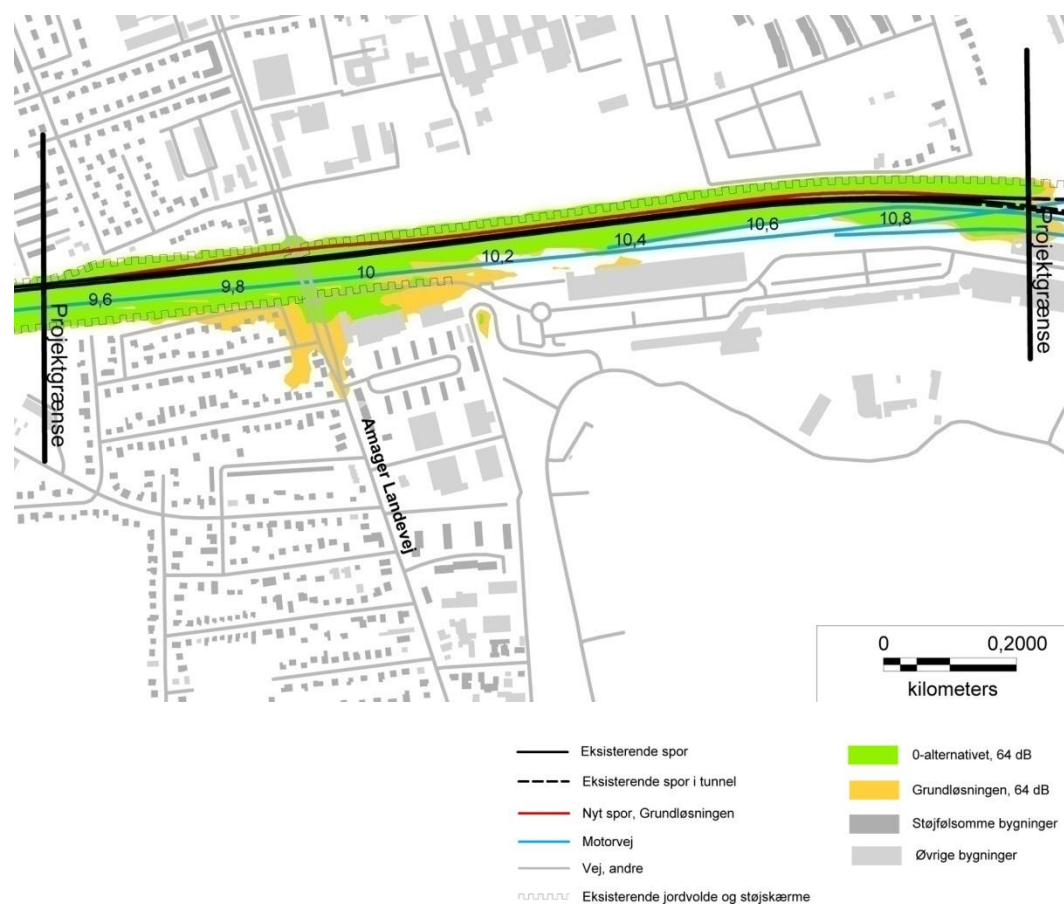 9,6
9,8
10
10,2
10,4
10,6
10,8
Projektgrænse
Projektgrænse
Amager Landevej
0 0,2000
kilometers
Eksisterende spor
Eksisterende spor i tunnel
Nyt spor, Grundløsningen
Motorvej
Vej, andre
Eksisterende jordvolde og støjskærme
0-alternativet, 64 dB
Grundløsningen, 64 dB
Støjfølsomme bygninger
Øvrige bygninger